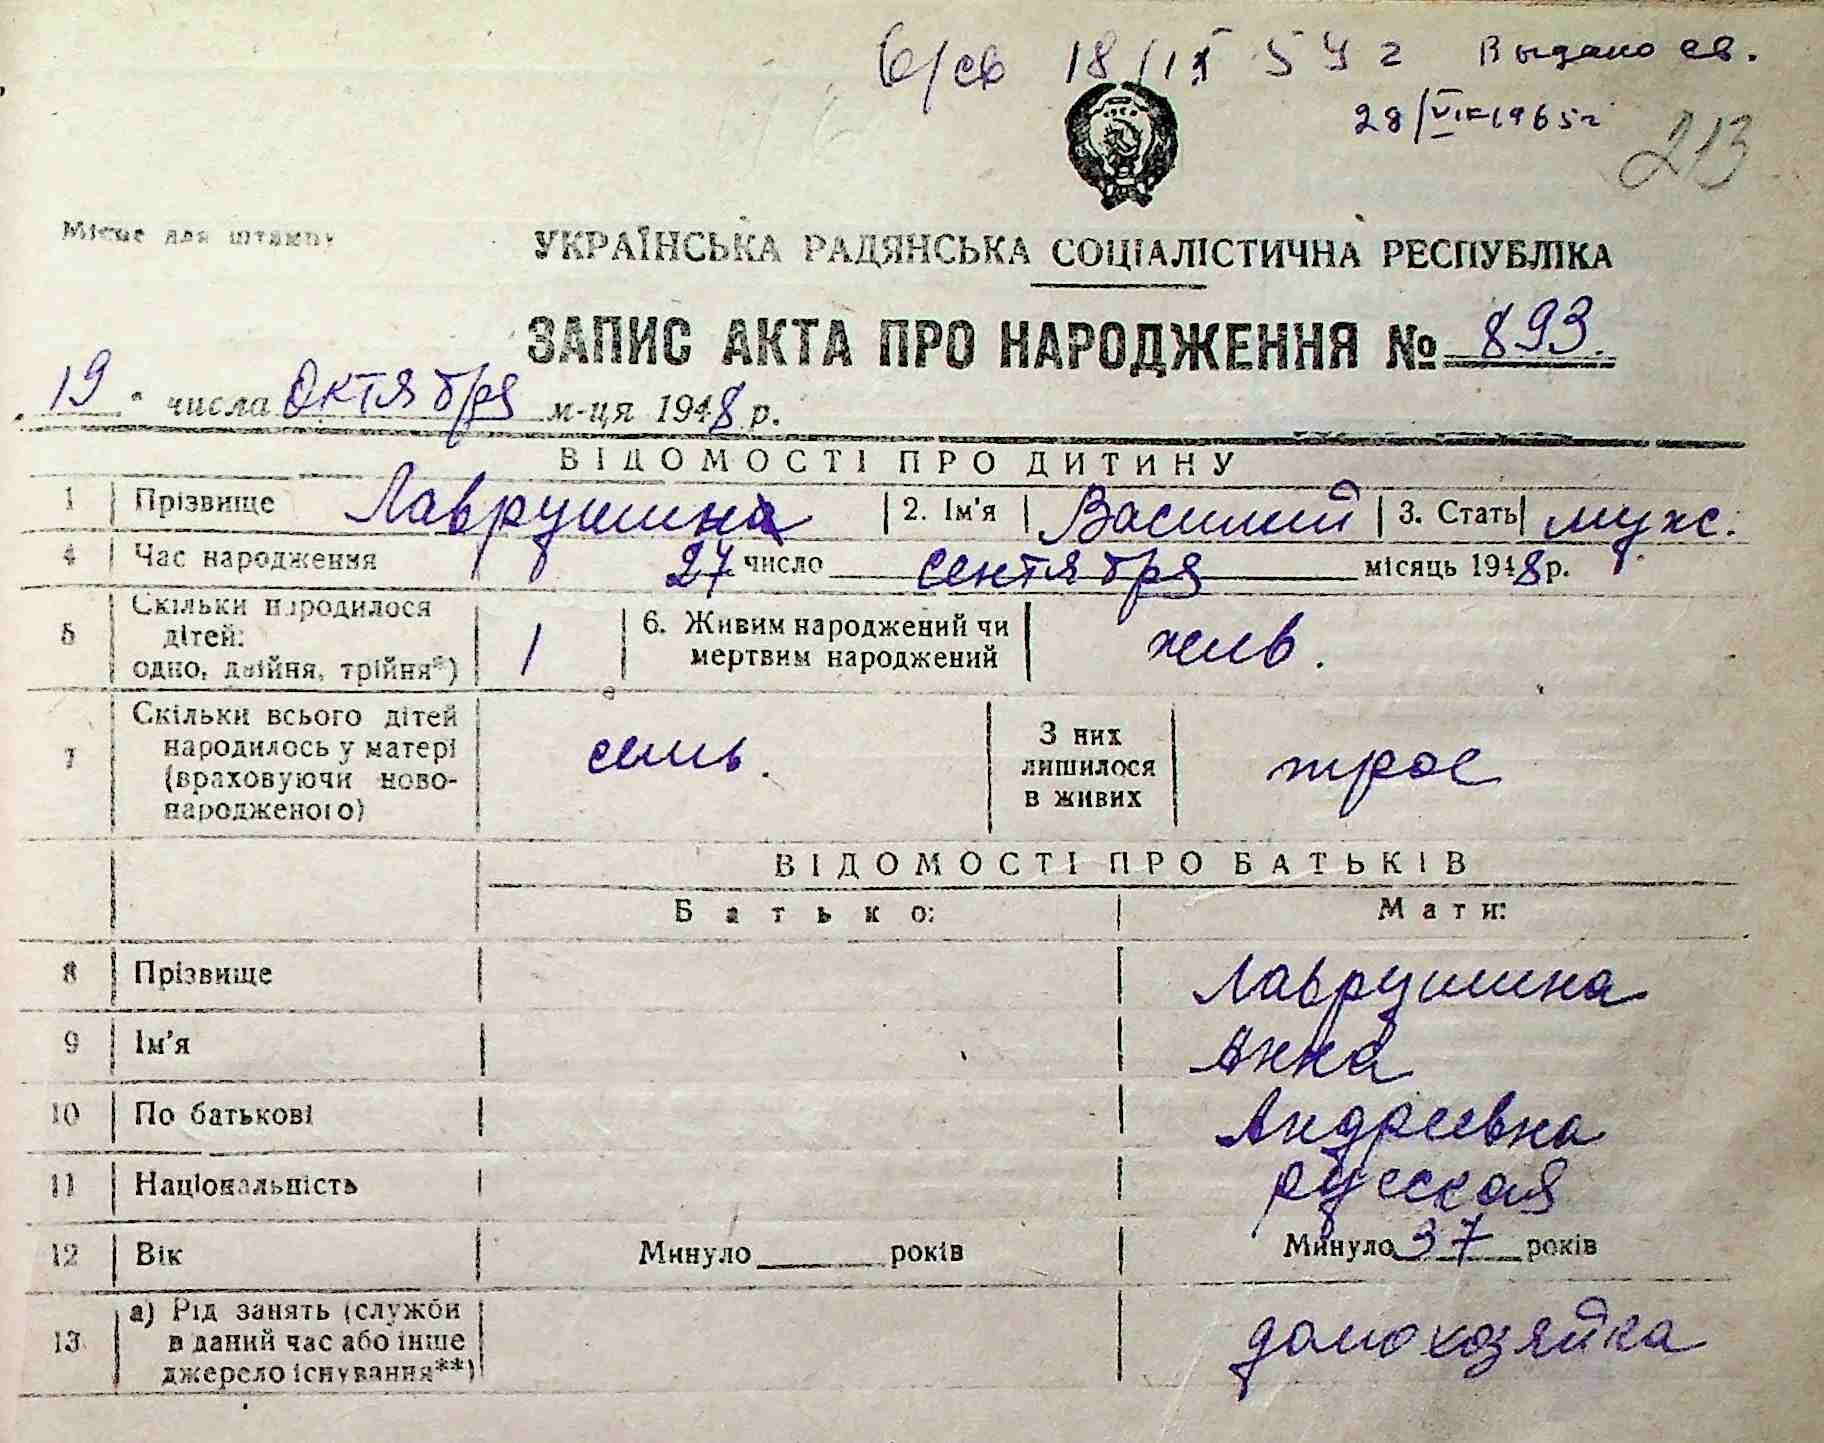 б/св 18/IX 54 г Выдано св.
28/VIII-1965г
213
Місце для штампу
УКРАЇНСЬКА РАДЯНСЬКА СОЦІАЛІСТИЧНА РЕСПУБЛІКА
ЗАПИС АКТА ПРО НАРОДЖЕННЯ № 893.
„19" числа Октября м-ця 1948 р.
ВІДОМОСТІ ПРО ДИТИНУ
1 Прізвище Лаврушина 2. Ім'я Василий 3. Стать мужс.
4 Час народження 27 число сентября місяць 1948 р.
5 Скільки народилося
дітей:
одно, двійня, трійня*) 1 6. Живим народжений чи
мертвим народжений жив.
7 Скільки всього дітей
народилось у матері
(враховуючи ново-
народженого) семь. З них
лишилося
в живих трое
ВІДОМОСТІ ПРО БАТЬКІВ
Батько: Мати:
8 Прізвище Лаврушина
9 Ім'я Анна
10 По батькові Андреевна
11 Національність русская
12 Вік Минуло років Минуло 37 років
13 а) Рід занять (служби
в даний час або інше
джерело існування**) домохозяйка